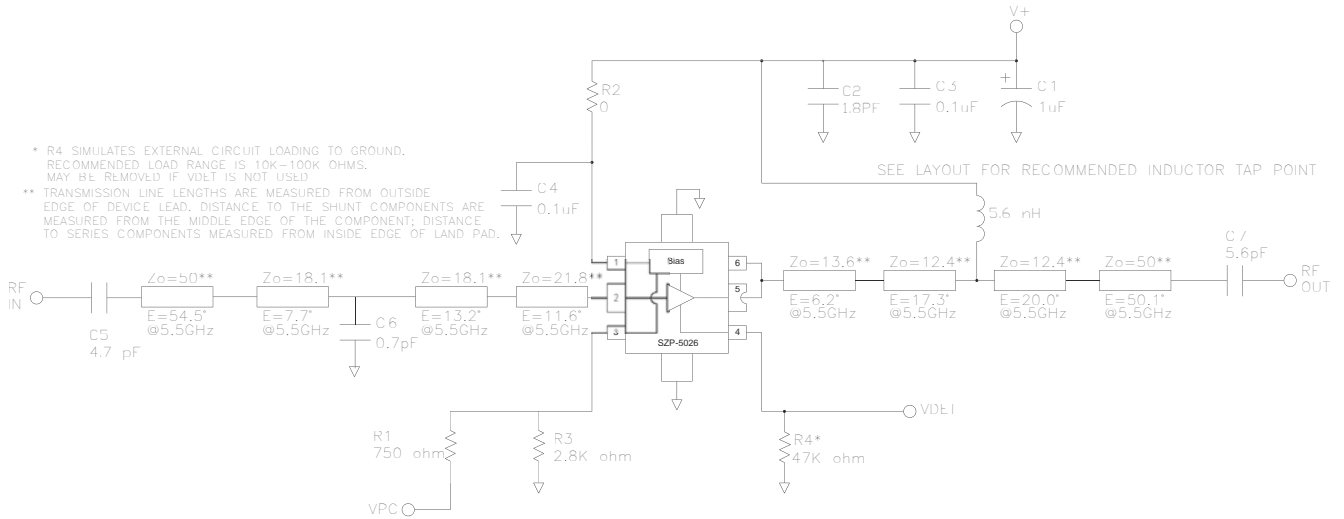 V+
R2
0
C2
1.8PF
C3
0.1uF
+
C1
1uF
* R4 SIMULATES EXTERNAL CIRCUIT LOADING TO GROUND.
RECOMMENDED LOAD RANGE IS 10K-100K OHMS.
MAY BE REMOVED IF VDET IS NOT USED
** TRANSMISSION LINE LENGTHS ARE MEASURED FROM OUTSIDE
EDGE OF DEVICE LEAD. DISTANCE TO THE SHUNT COMPONENTS ARE
MEASURED FROM THE MIDDLE EDGE OF THE COMPONENT; DISTANCE
TO SERIES COMPONENTS MEASURED FROM INSIDE EDGE OF LAND PAD.
C4
0.1uF
SEE LAYOUT FOR RECOMMENDED INDUCTOR TAP POINT
5.6 nH
RF
IN
C5
4.7 pF
Zo=50**
E=54.5°
@5.5GHz
Zo=18.1**
E=7.7°
@5.5GHz
C6
0.7pF
Zo=18.1**
E=13.2°
@5.5GHz
Zo=21.8**
E=11.6°
@5.5GHz
1
2
3
Bias
6
5
4
SZP-5026
Zo=13.6**
E=6.2°
@5.5GHz
Zo=12.4**
E=17.3°
@5.5GHz
Zo=12.4**
E=20.0°
@5.5GHz
Zo=50**
E=50.1°
@5.5GHz
C7
5.6pF
RF
OUT
VDET
R1
750 ohm
R3
2.8K ohm
R4*
47K ohm
VPC